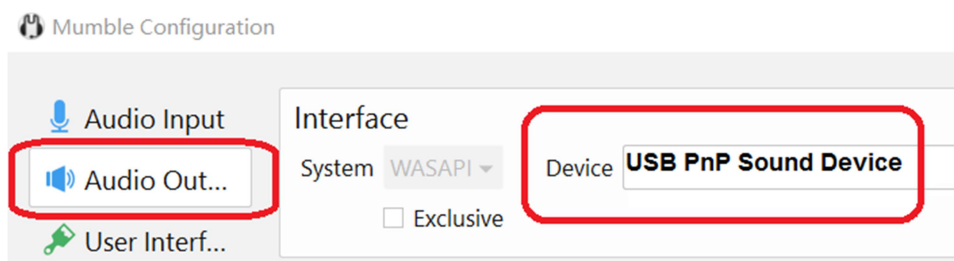 Mumble Configuration
Audio Input
Audio Out...
User Interf...
Interface
System WASAPI Device USB PnP Sound Device
Exclusive